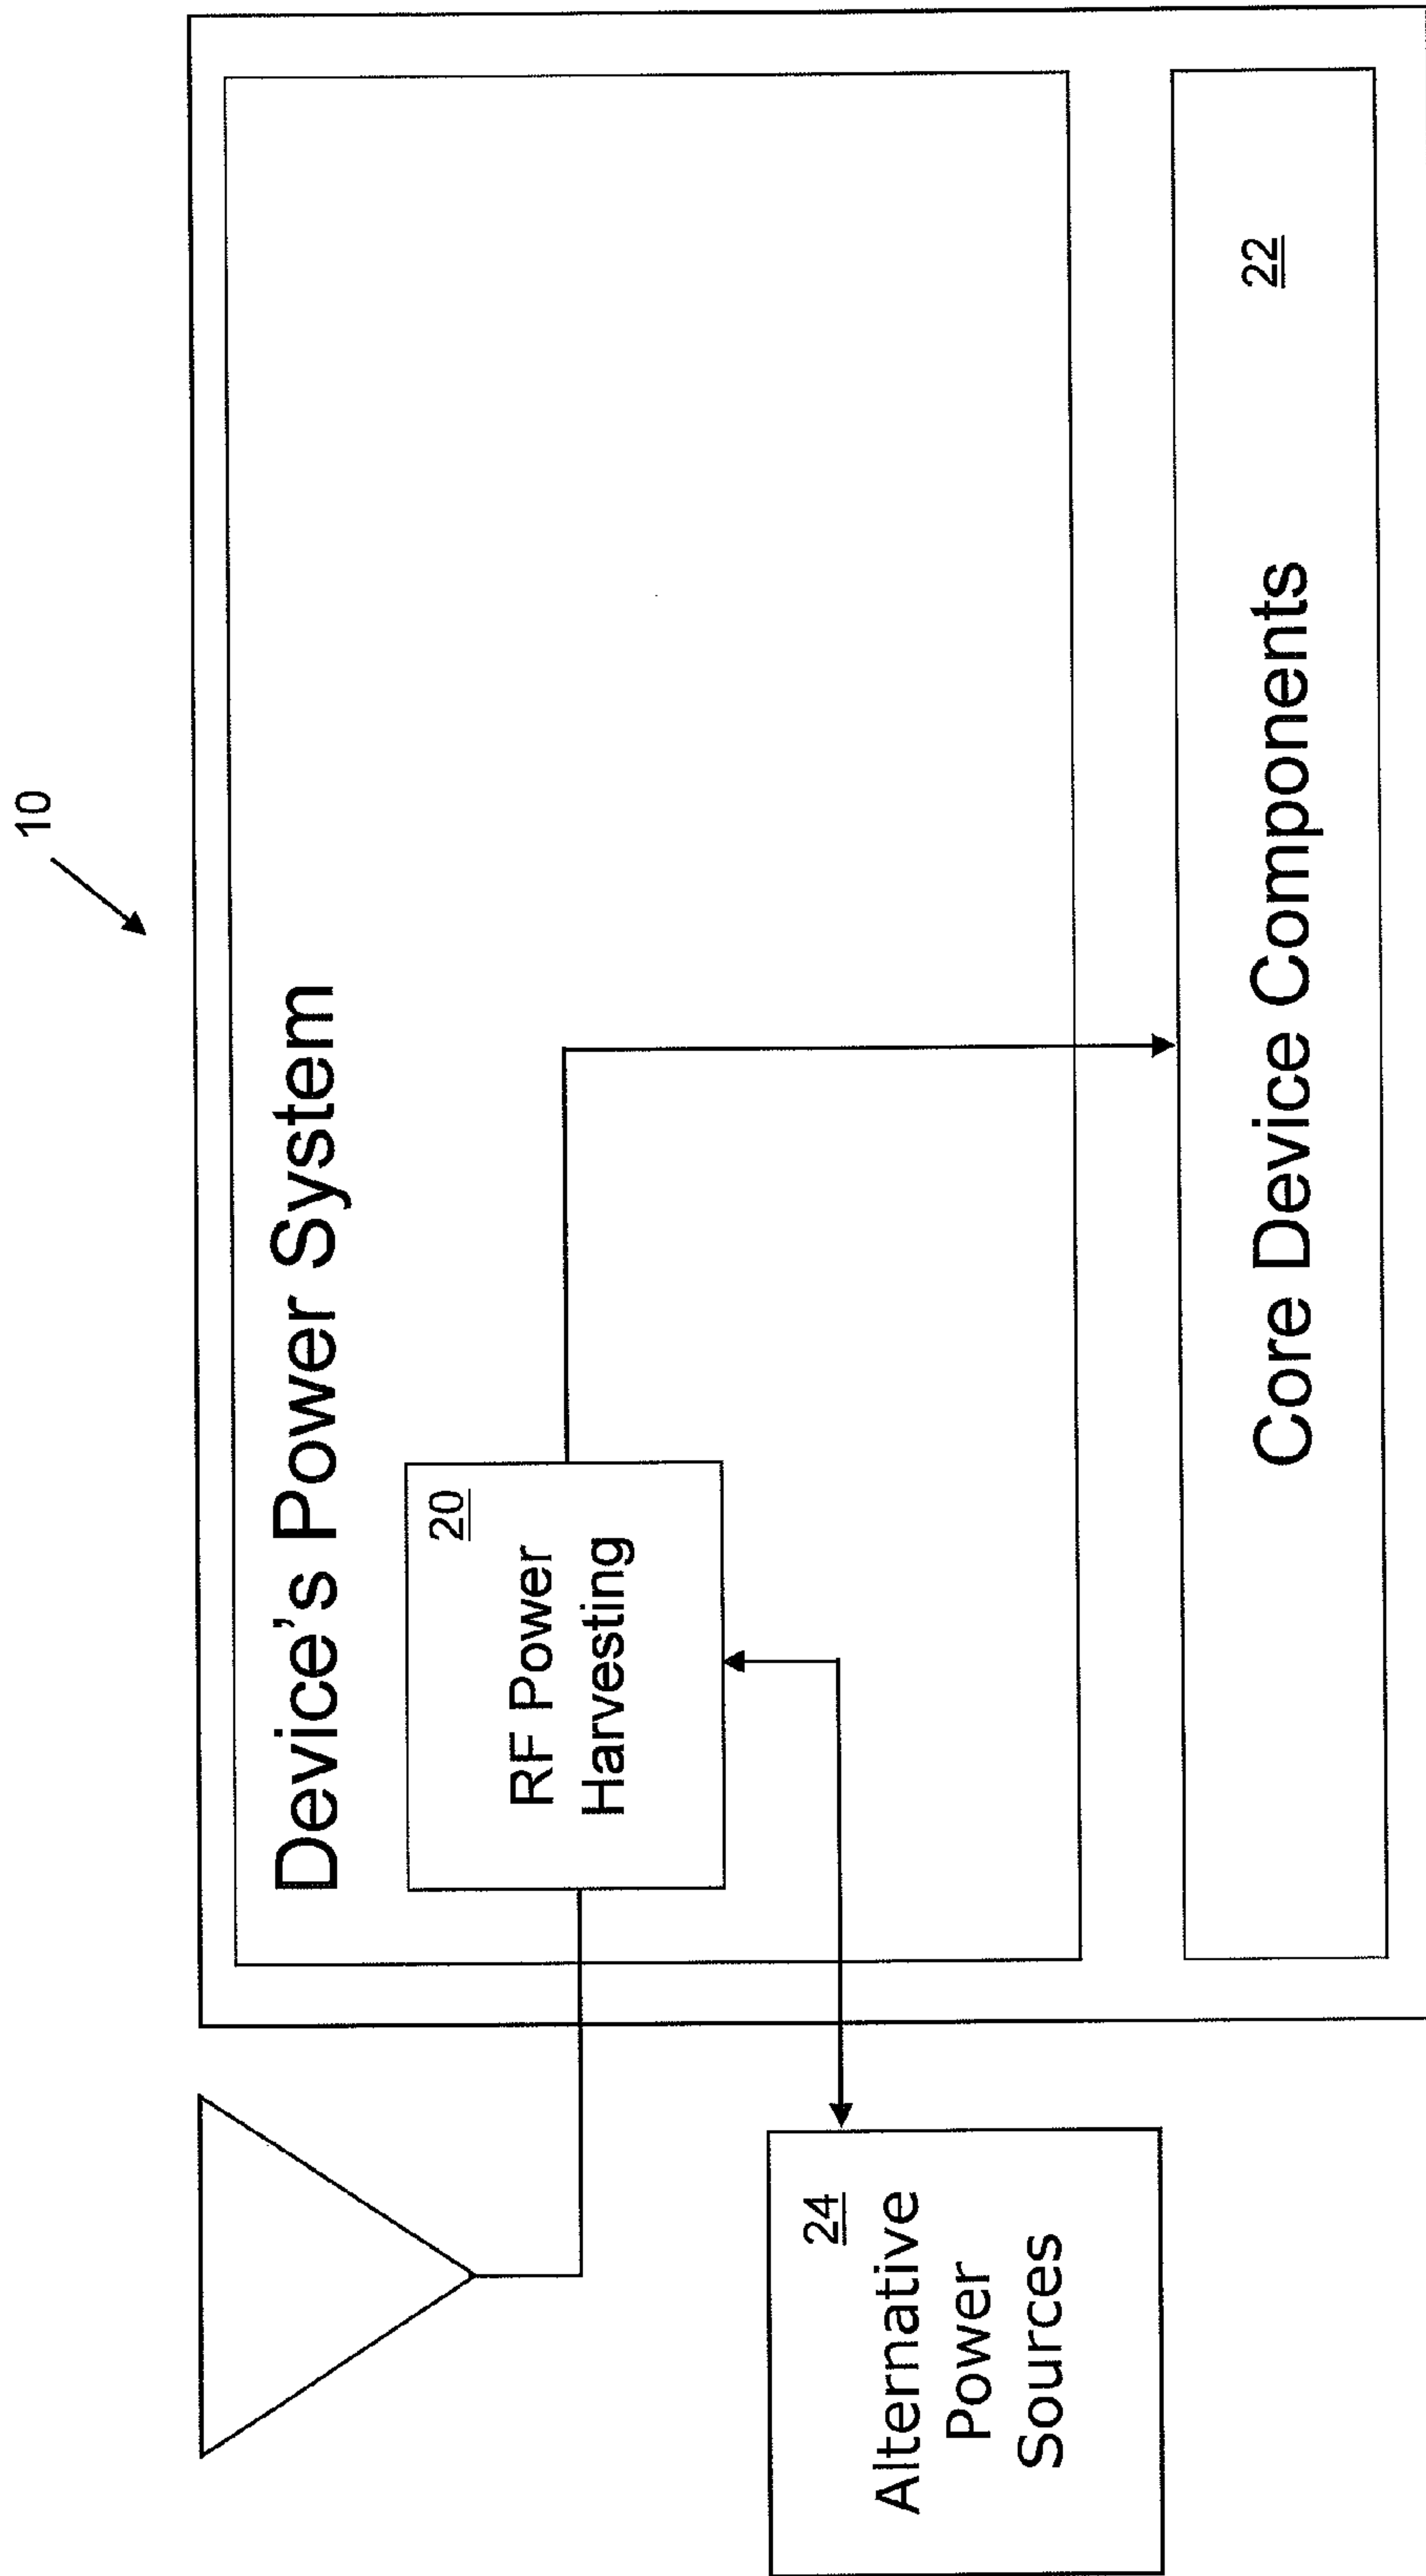 10
Device's Power System
20
RF Power
Harvesting
24
Alternative
Power
Sources
Core Device Components
22